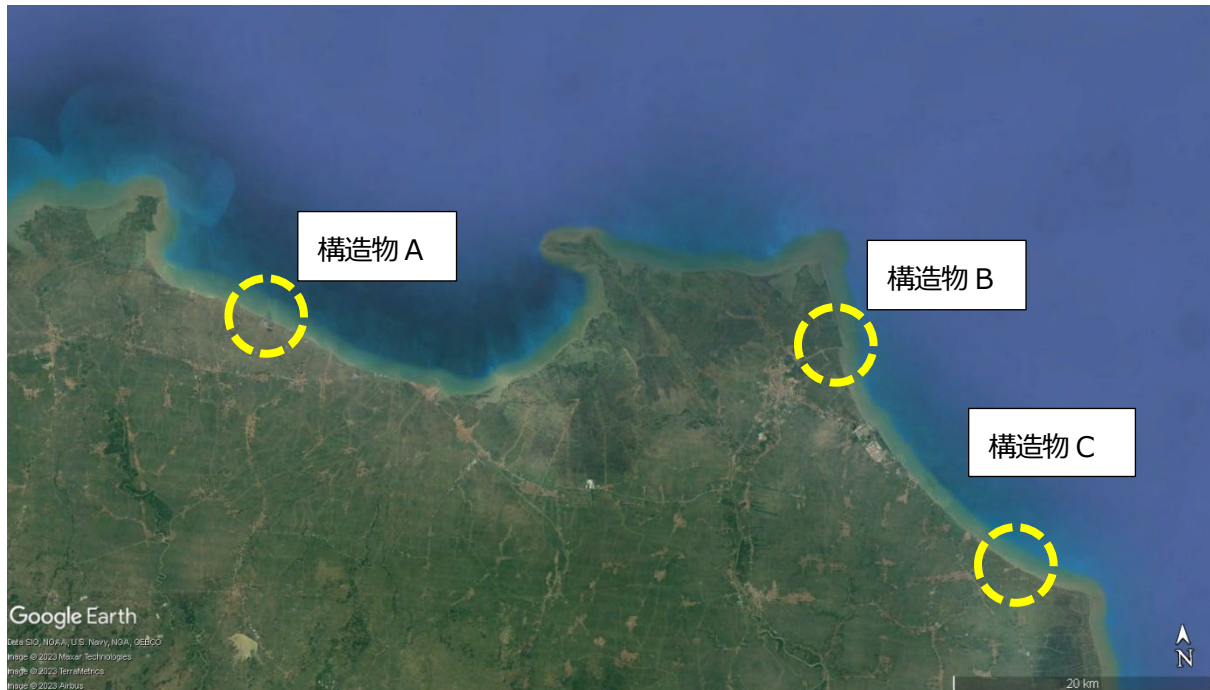 構造物 A
構造物 B
構造物 C
Google Earth
Data SIO, NOAA, U.S. Navy, NGA, GEBCO
Image © 2023 Maxar Technologies
Image © 2023 TerraMetrics
Image © 2023 Airbus
N
20 km